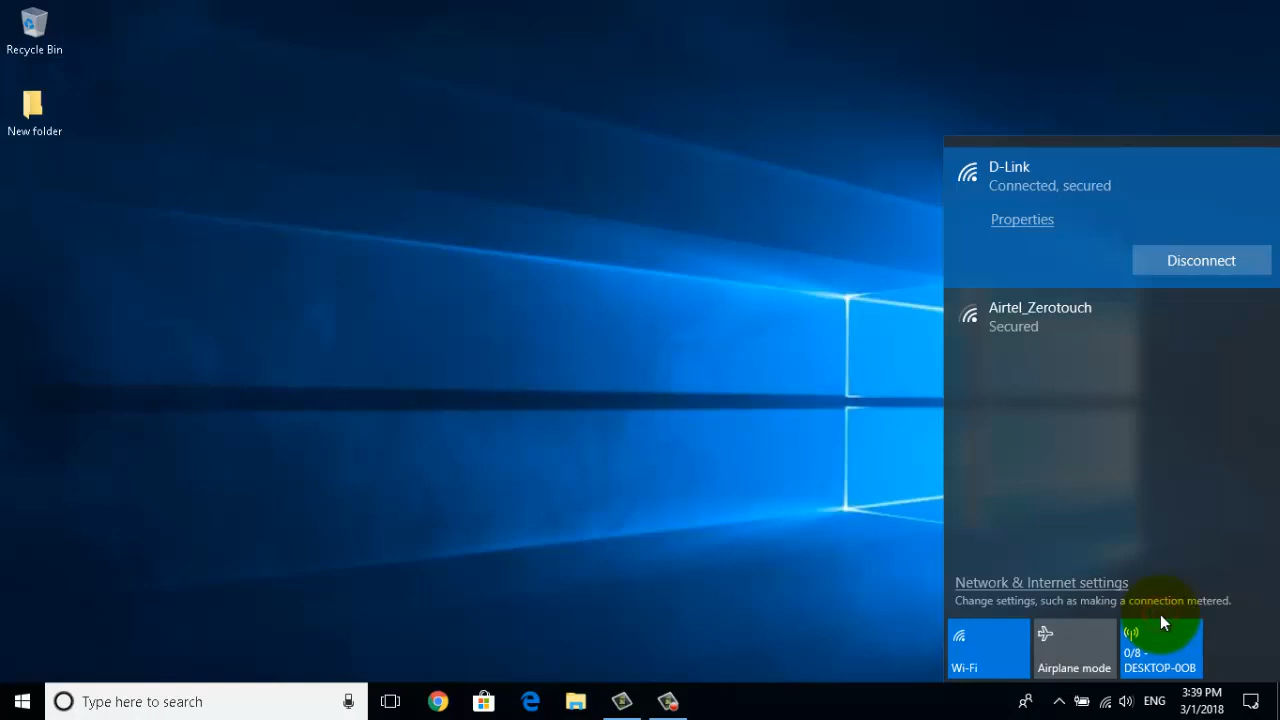 Recycle Bin
New folder
D-Link
Connected, secured
Properties
Disconnect
Airtel_Zerotouch
Secured
Network & Internet settings
Change settings, such as making a connection metered.
Wi-Fi
Airplane mode
0/8 -
DESKTOP-0OB
Type here to search
ENG
3:39 PM
3/1/2018